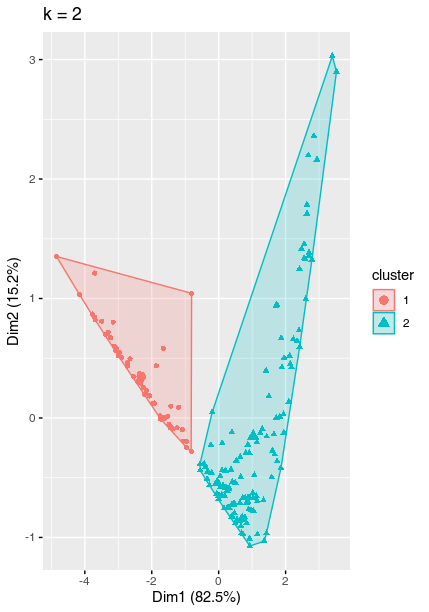 k = 2
3
2
1
0
-1
-4
-2
0
2
Dim1 (82.5%)
Dim2 (15.2%)
cluster
1
2